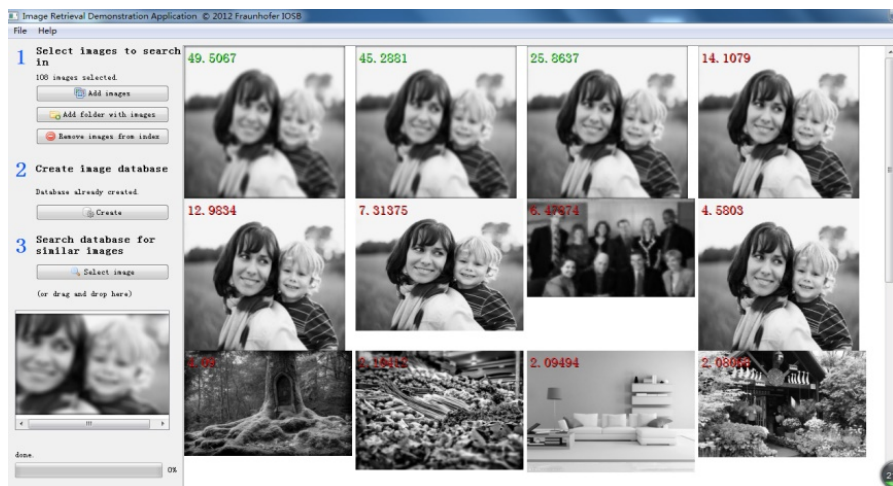 Image Retrieval Demonstration Application © 2012 Fraunhofer IOSB
File Help
1 Select images to search
in
108 images selected.
Add images
Add folder with images
Remove images from index
2 Create image database
Database already created.
Create
3 Search database for
similar images
Select image
(or drag and drop here)
done.
0%
49.5067 45.2881 25.8637 14.1079
12.9834 7.31375 6.47874 4.5803
2.09494